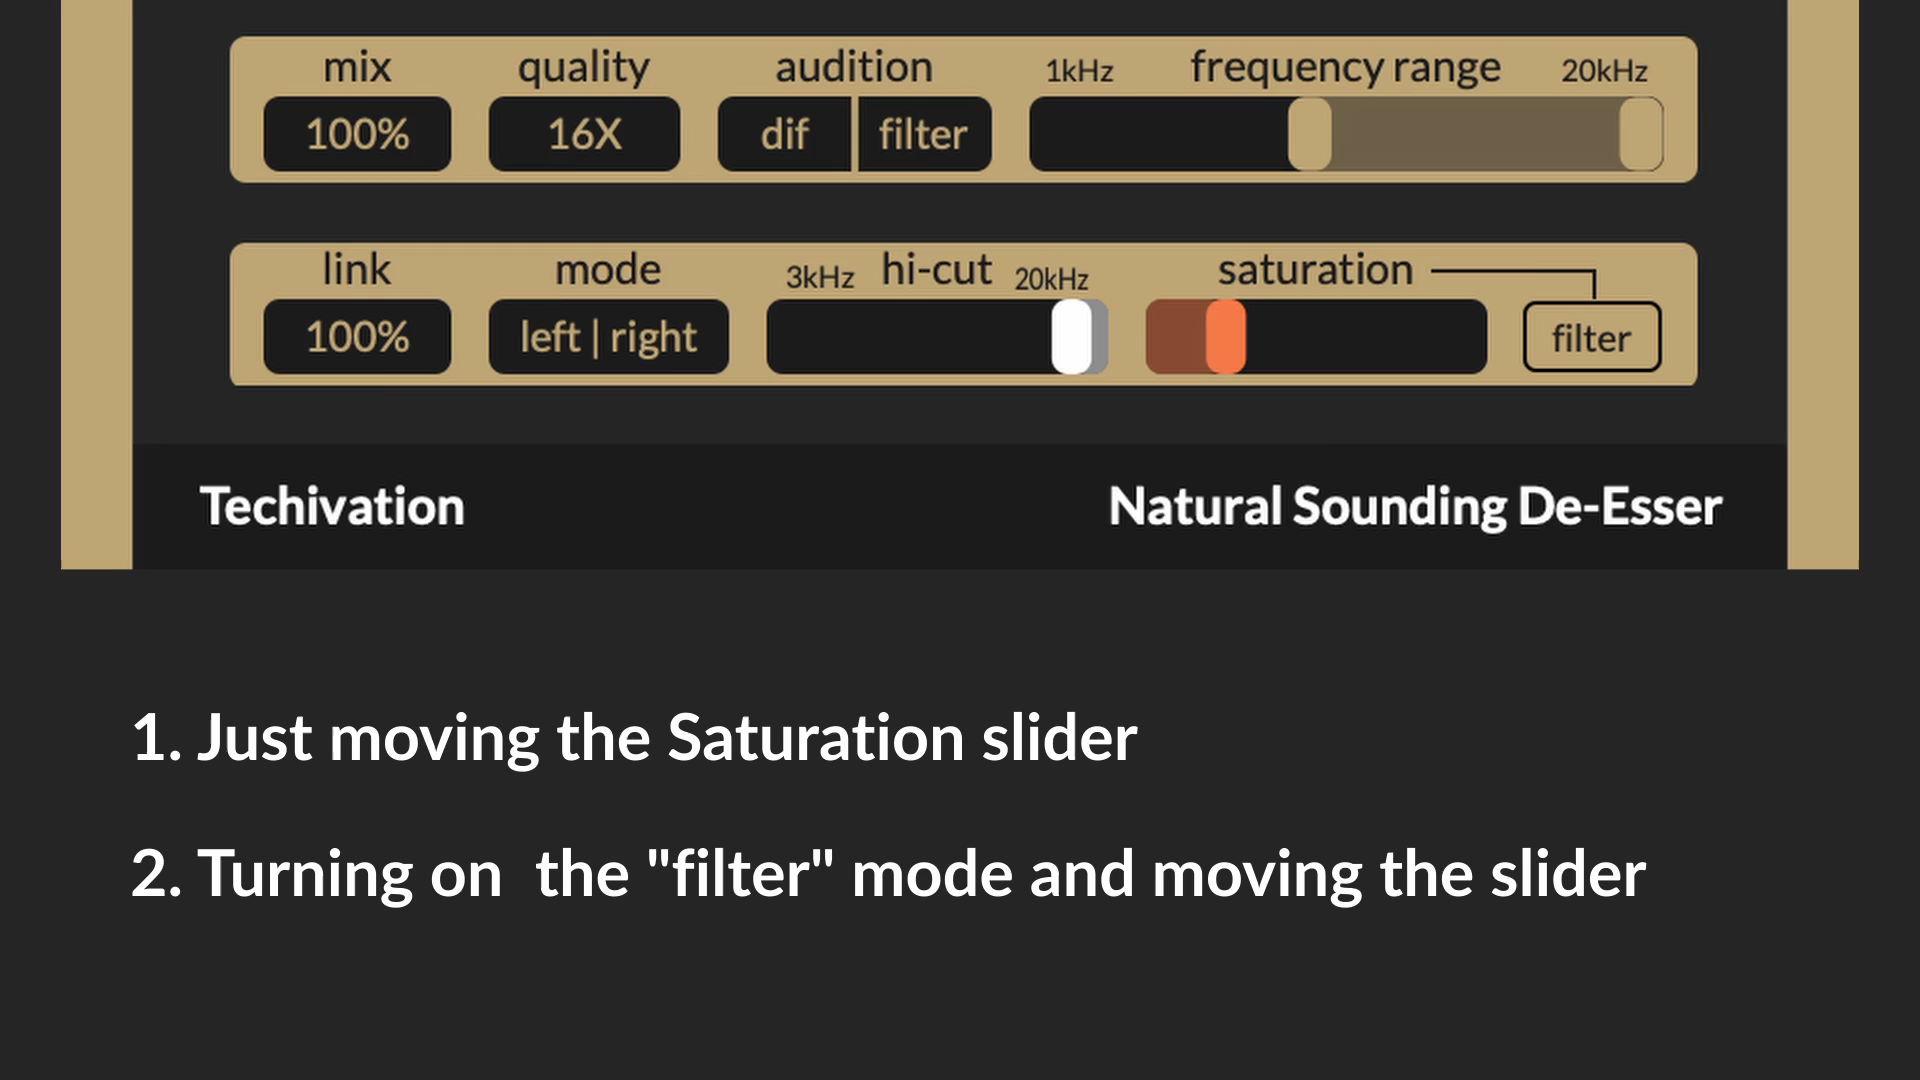 mix quality audition 1kHz frequency range 20kHz
100% 16X dif filter
link mode 3kHz hi-cut 20kHz saturation
100% left | right filter
Techivation Natural Sounding De-Esser
1. Just moving the Saturation slider
2. Turning on  the "filter" mode and moving the slider